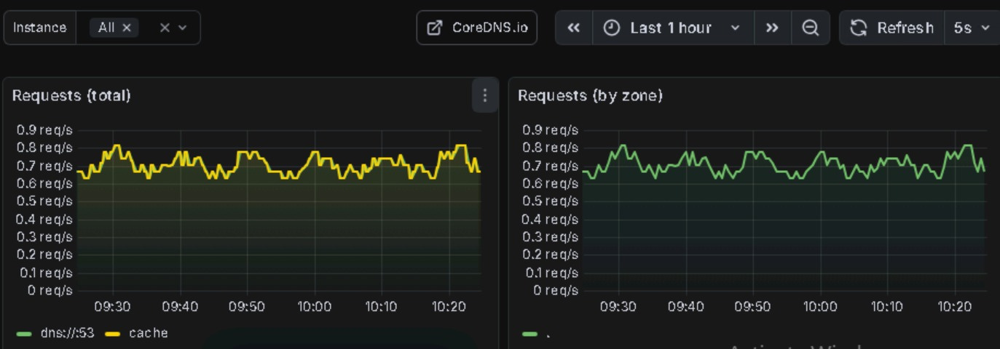 Instance All CoreDNS.io Last 1 hour Refresh 5s
Requests (total)
0.9 req/s
0.8 req/s
0.7 req/s
0.6 req/s
0.5 req/s
0.4 req/s
0.3 req/s
0.2 req/s
0.1 req/s
0 req/s
09:30 09:40 09:50 10:00 10:10 10:20
dns://:53 cache
Requests (by zone)
0.9 req/s
0.8 req/s
0.7 req/s
0.6 req/s
0.5 req/s
0.4 req/s
0.3 req/s
0.2 req/s
0.1 req/s
0 req/s
09:30 09:40 09:50 10:00 10:10 10:20
.